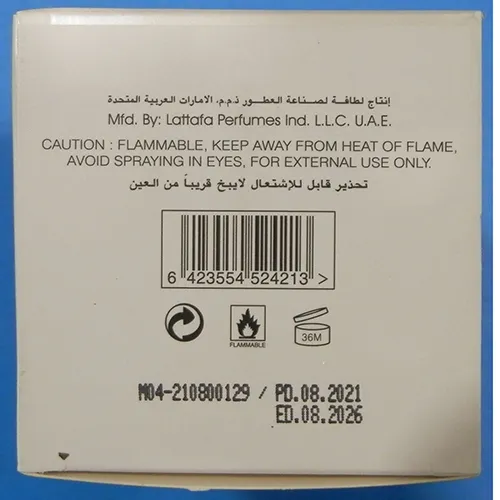 إنتاج لطافة لصناعة العطور ذ.م.م. الامارات العربية المتحدة
Mfd. By: Lattafa Perfumes Ind. L.L.C. U.A.E.
CAUTION : FLAMMABLE, KEEP AWAY FROM HEAT OF FLAME,
AVOID SPRAYING IN EYES, FOR EXTERNAL USE ONLY.
تحذير قابل للإشتعال لايبخ قريباً من العين
6 423554 524213 >
FLAMMABLE
36M
M04-210800129 / PD.08.2021
ED.08.2026